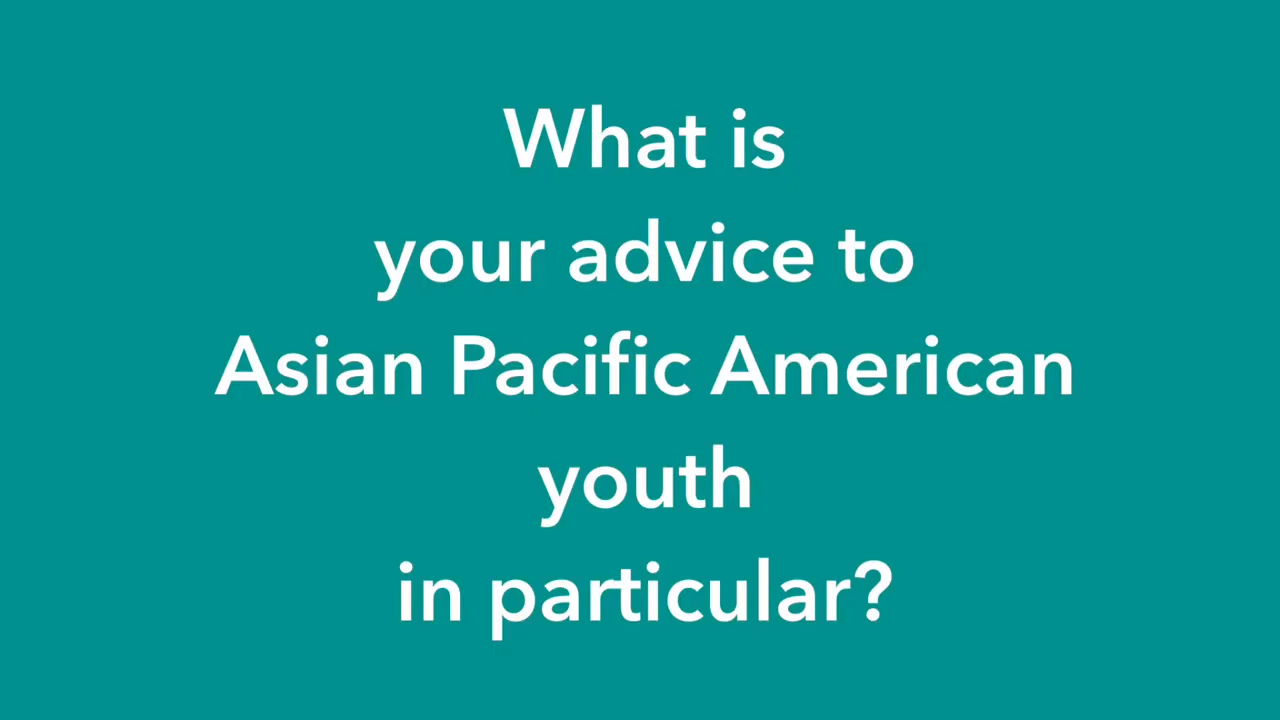 What is
your advice to
Asian Pacific American
youth
in particular?